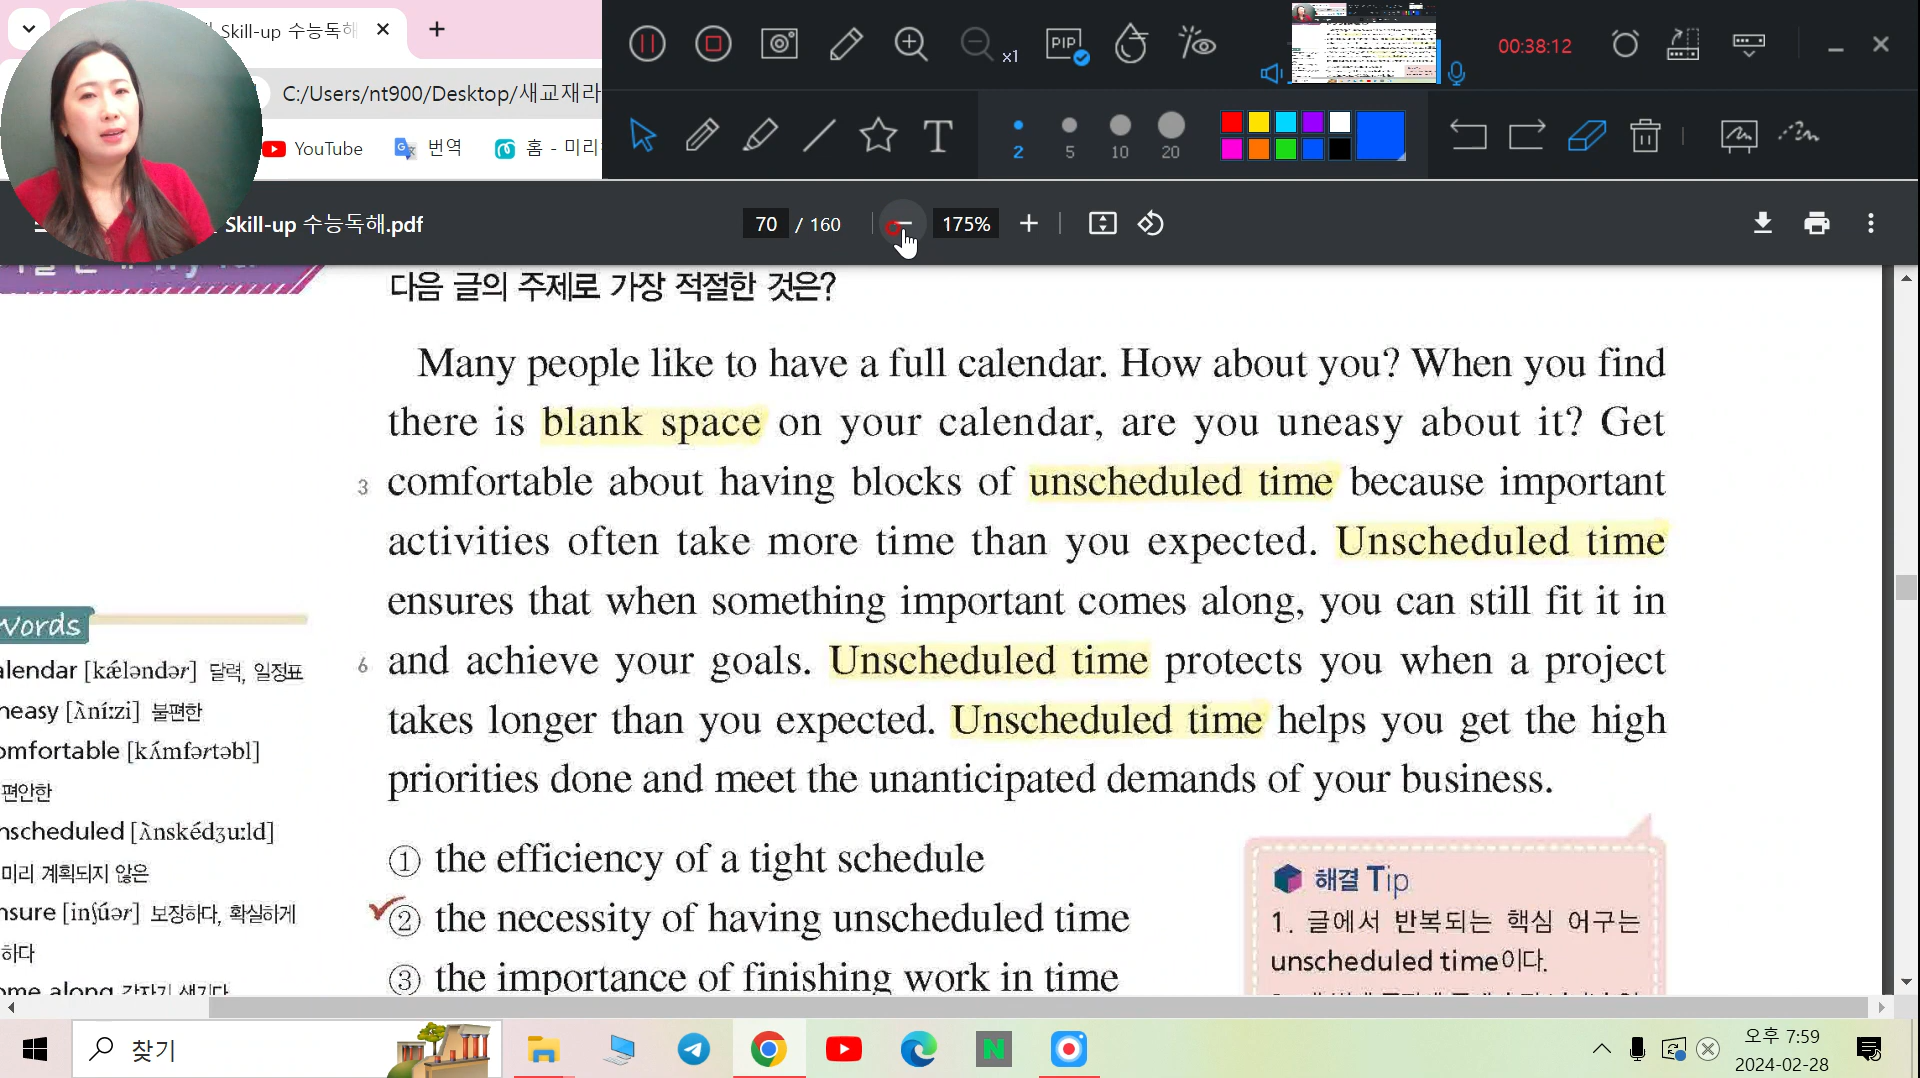 Skill-up 수능독해
x1
PIP
00:38:12
C:/Users/nt900/Desktop/새교재라
2 5 10 20
YouTube 번역 홈 - 미리
Skill-up 수능독해.pdf 70 / 160 175%
다음 글의 주제로 가장 적절한 것은?
Many people like to have a full calendar. How about you? When you find
there is blank space on your calendar, are you uneasy about it? Get
3 comfortable about having blocks of unscheduled time because important
activities often take more time than you expected. Unscheduled time
ensures that when something important comes along, you can still fit it in
6 and achieve your goals. Unscheduled time protects you when a project
takes longer than you expected. Unscheduled time helps you get the high
priorities done and meet the unanticipated demands of your business.
① the efficiency of a tight schedule
② the necessity of having unscheduled time
③ the importance of finishing work in time
Words
alendar [kǽləndər] 달력, 일정표
neasy [ʌ̀níːzi] 불편한
omfortable [kʌ́mfərtəbl]
편안한
nscheduled [ʌ̀nskédʒuːld]
미리 계획되지 않은
nsure [inʃúər] 보장하다, 확실하게
하다
ome along 갑자기 생기다
해결 Tip
1. 글에서 반복되는 핵심 어구는
unscheduled time이다.
찾기
N
오후 7:59
2024-02-28